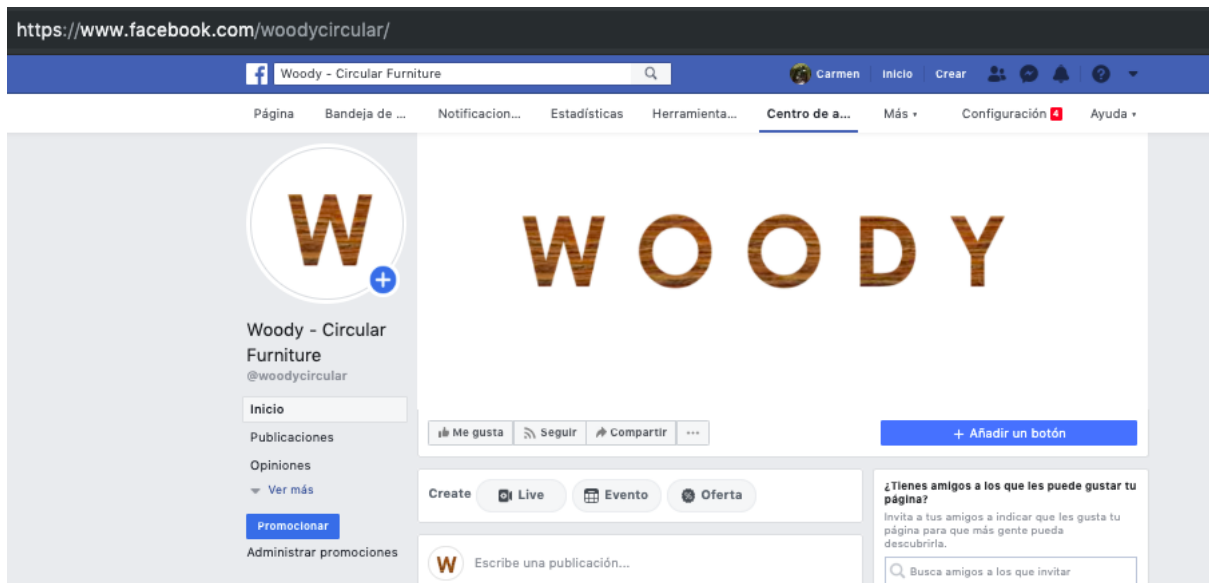 https://www.facebook.com/woodycircular/
f Woody - Circular Furniture Carmen Inicio Crear ?
Página Bandeja de ... Notificacion... Estadísticas Herramienta... Centro de a... Más Configuración 4 Ayuda
W
WOODY
Woody - Circular
Furniture
@woodycircular
Inicio
Publicaciones
Opiniones
Ver más
Promocionar
Administrar promociones
Me gusta Seguir Compartir ...
+ Añadir un botón
Create Live Evento Oferta
W Escribe una publicación...
¿Tienes amigos a los que les puede gustar tu
página?
Invita a tus amigos a indicar que les gusta tu
página para que más gente pueda
descubrirla.
Busca amigos a los que invitar